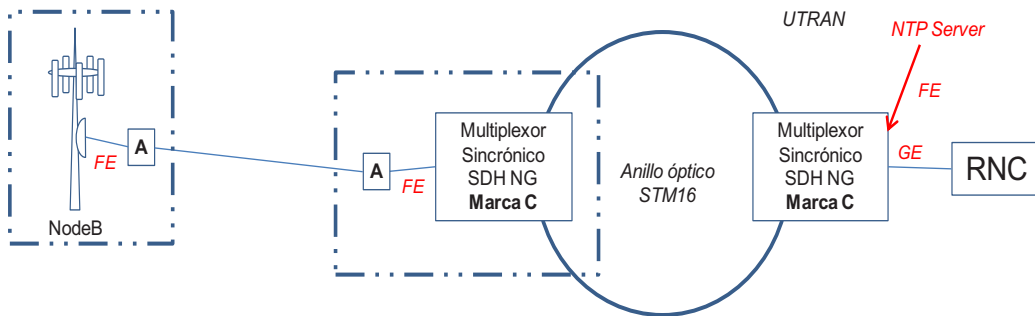 UTRAN
NTP Server
FE
Multiplexor
Sincrónico
SDH NG
Marca C
Multiplexor
Sincrónico
SDH NG
Marca C
A
FE
A
FE
GE
RNC
Anillo óptico
STM16
NodeB